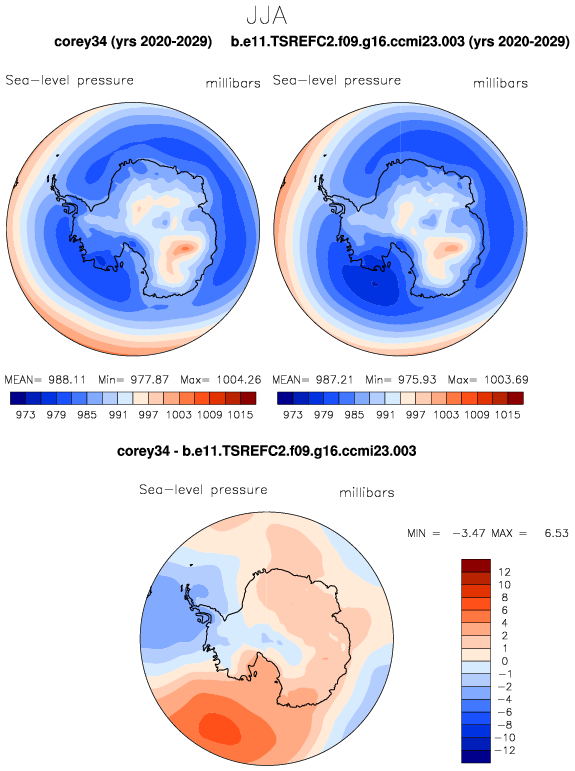 JJA
corey34 (yrs 2020-2029) b.e11.TSREFC2.f09.g16.ccmi23.003 (yrs 2020-2029)
Sea-level pressure millibars Sea-level pressure millibars
MEAN= 988.11 Min= 977.87 Max= 1004.26 MEAN= 987.21 Min= 975.93 Max= 1003.69
973 979 985 991 997 1003 1009 1015 973 979 985 991 997 1003 1009 1015
corey34 - b.e11.TSREFC2.f09.g16.ccmi23.003
Sea-level pressure millibars
MIN = -3.47 MAX = 6.53
12
10
8
6
4
2
1
0
-1
-2
-4
-6
-8
-10
-12